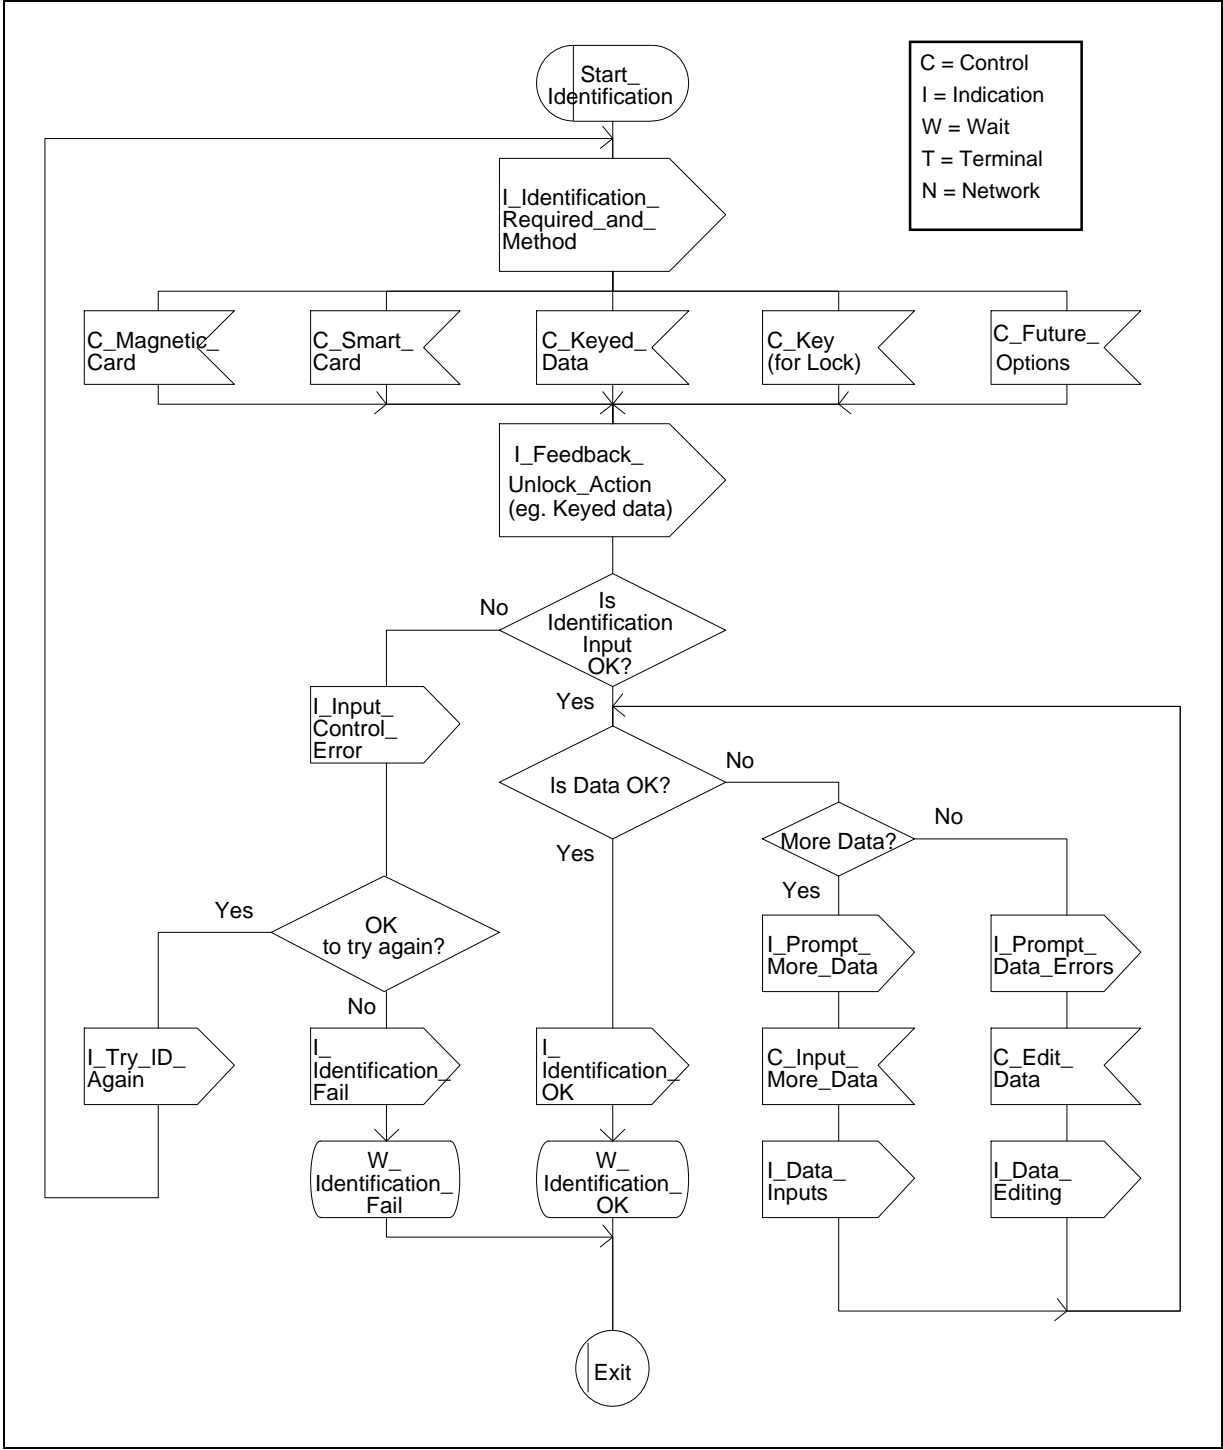 Start_
Identification
C = Control
I = Indication
W = Wait
T = Terminal
N = Network
I_Identification_
Required_and_
Method
C_Magnetic_
Card
C_Smart_
Card
C_Keyed_
Data
C_Key
(for Lock)
C_Future_
Options
I_Feedback_
Unlock_Action
(eg. Keyed data)
Is
Identification
Input
OK?
No
Yes
I_Input_
Control_
Error
Is Data OK?
No
Yes
More Data?
No
Yes
OK
to try again?
Yes
No
I_Prompt_
More_Data
I_Prompt_
Data_Errors
I_Try_ID_
Again
I_
Identification_
Fail
I_
Identification_
OK
C_Input_
More_Data
C_Edit_
Data
W_
Identification_
Fail
W_
Identification_
OK
I_Data_
Inputs
I_Data_
Editing
Exit